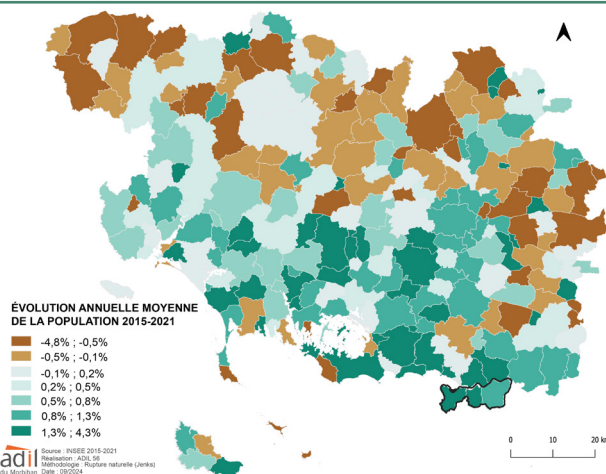 ÉVOLUTION ANNUELLE MOYENNE
DE LA POPULATION 2015-2021
-4,8% ; -0,5%
-0,5% ; -0,1%
-0,1% ; 0,2%
0,2% ; 0,5%
0,5% ; 0,8%
0,8% ; 1,3%
1,3% ; 4,3%
adil
du Morbihan
Source : INSEE 2015-2021
Réalisation : ADIL 56
Méthodologie : Rupture naturelle (Jenks)
Date : 09/2024
0 10 20 k